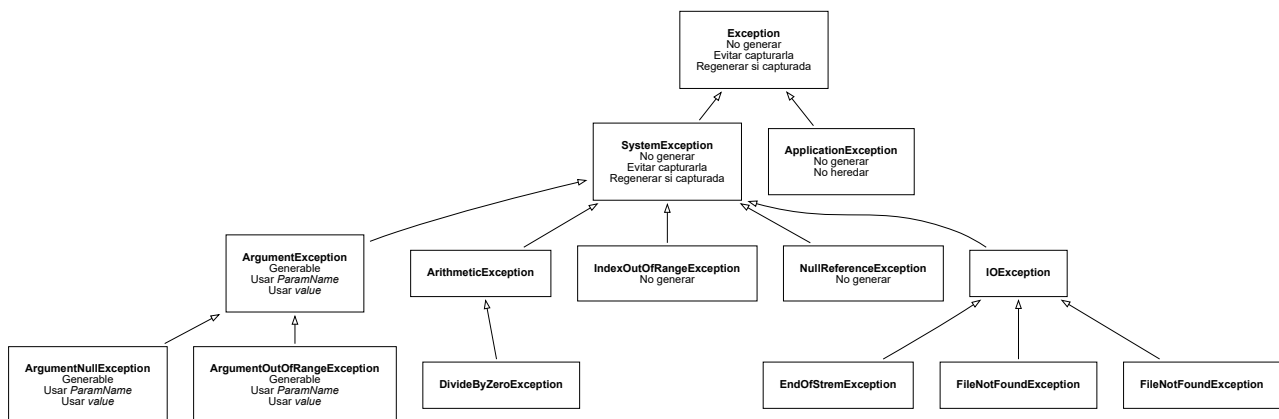 Exception
No generar
Evitar capturarla
Regenerar si capturada
SystemException
No generar
Evitar capturarla
Regenerar si capturada
ApplicationException
No generar
No heredar
ArgumentException
Generable
Usar ParamName
Usar value
ArithmeticException
IndexOutOfRangeException
No generar
NullReferenceException
No generar
IOException
ArgumentNullException
Generable
Usar ParamName
Usar value
ArgumentOutOfRangeException
Generable
Usar ParamName
Usar value
DivideByZeroException
EndOfStremException
FileNotFoundException
FileNotFoundException